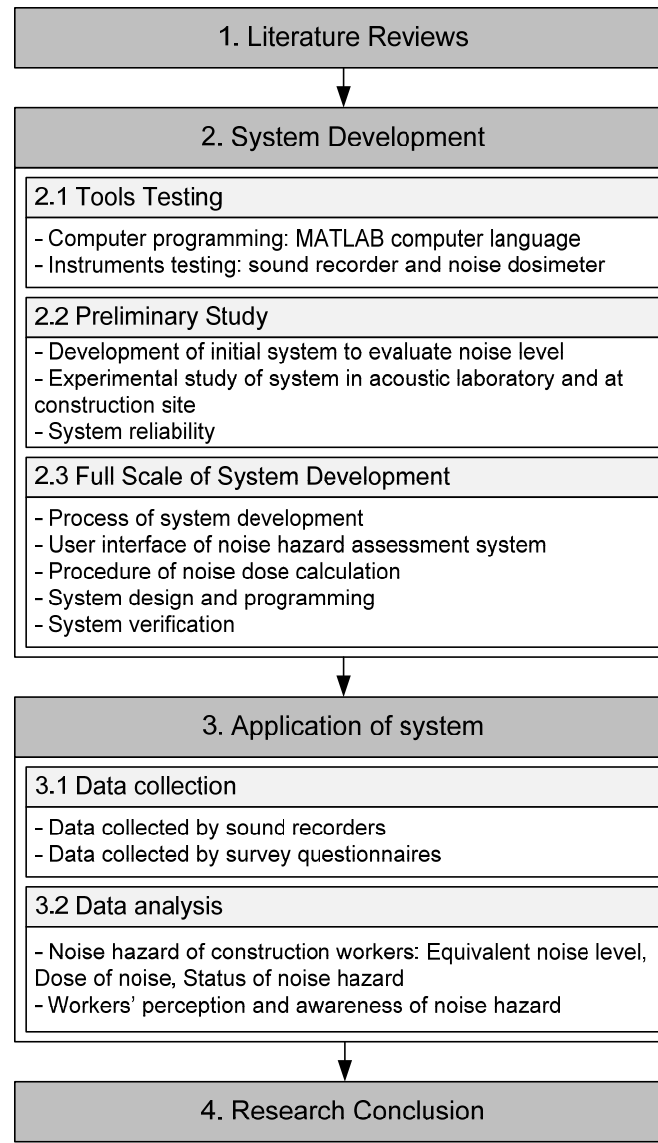 1. Literature Reviews
2. System Development
2.1 Tools Testing
- Computer programming: MATLAB computer language
- Instruments testing: sound recorder and noise dosimeter
2.2 Preliminary Study
- Development of initial system to evaluate noise level
- Experimental study of system in acoustic laboratory and at
construction site
- System reliability
2.3 Full Scale of System Development
- Process of system development
- User interface of noise hazard assessment system
- Procedure of noise dose calculation
- System design and programming
- System verification
3. Application of system
3.1 Data collection
- Data collected by sound recorders
- Data collected by survey questionnaires
3.2 Data analysis
- Noise hazard of construction workers: Equivalent noise level,
Dose of noise, Status of noise hazard
- Workers’ perception and awareness of noise hazard
4. Research Conclusion